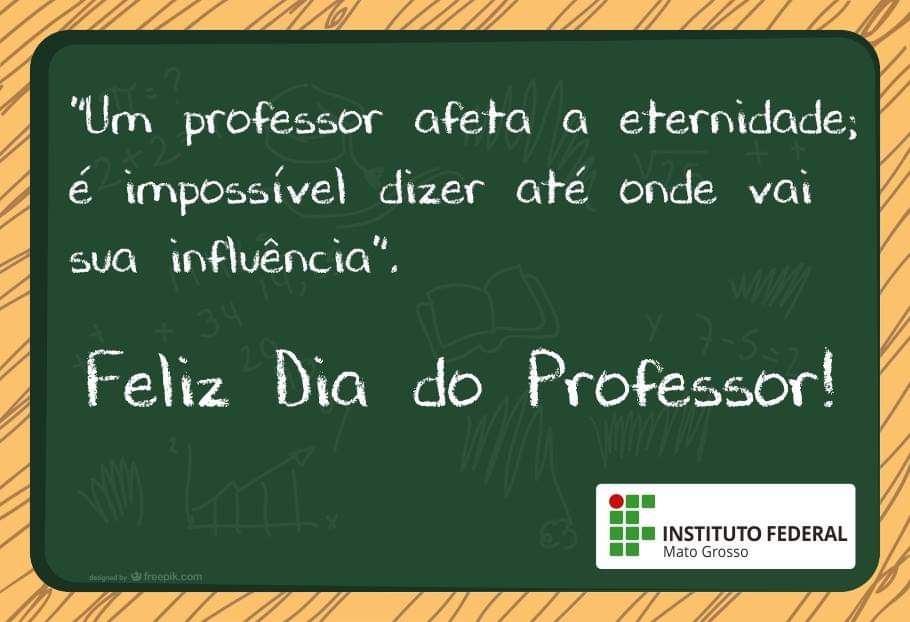 "Um professor afeta a eternidade;
é impossível dizer até onde vai
sua influência".
Feliz Dia do Professor!
INSTITUTO FEDERAL
Mato Grosso
designed by freepik.com